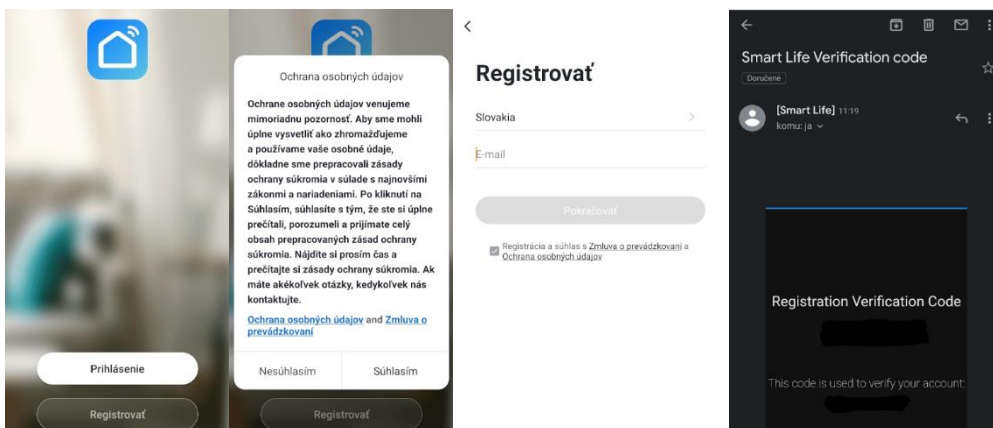 Prihlásenie
Registrovať
Ochrana osobných údajov
Ochrane osobných údajov venujeme
mimoriadnu pozornosť. Aby sme mohli
úplne vysvetliť ako zhromažďujeme
a používame vaše osobné údaje,
dôkladne sme prepracovali zásady
ochrany súkromia v súlade s najnovšími
zákonmi a nariadeniami. Po kliknutí na
Súhlasím, súhlasíte s tým, že ste si úplne
prečítali, porozumeli a prijímate celý
obsah prepracovaných zásad ochrany
súkromia. Nájdite si prosím čas a
prečítajte si zásady ochrany súkromia. Ak
máte akékoľvek otázky, kedykoľvek nás
kontaktujte.
Ochrana osobných údajov and Zmluva o
prevádzkovaní
Nesúhlasím Súhlasím
Registrovať
Registrovať
Slovakia
E-mail
Pokračovať
Registrácia a súhlas s Zmluva o prevádzkovaní a
Ochrana osobných údajov
Smart Life Verification code
Doručené
[Smart Life] 11:19
komu: ja
Registration Verification Code
This code is used to verify your account: